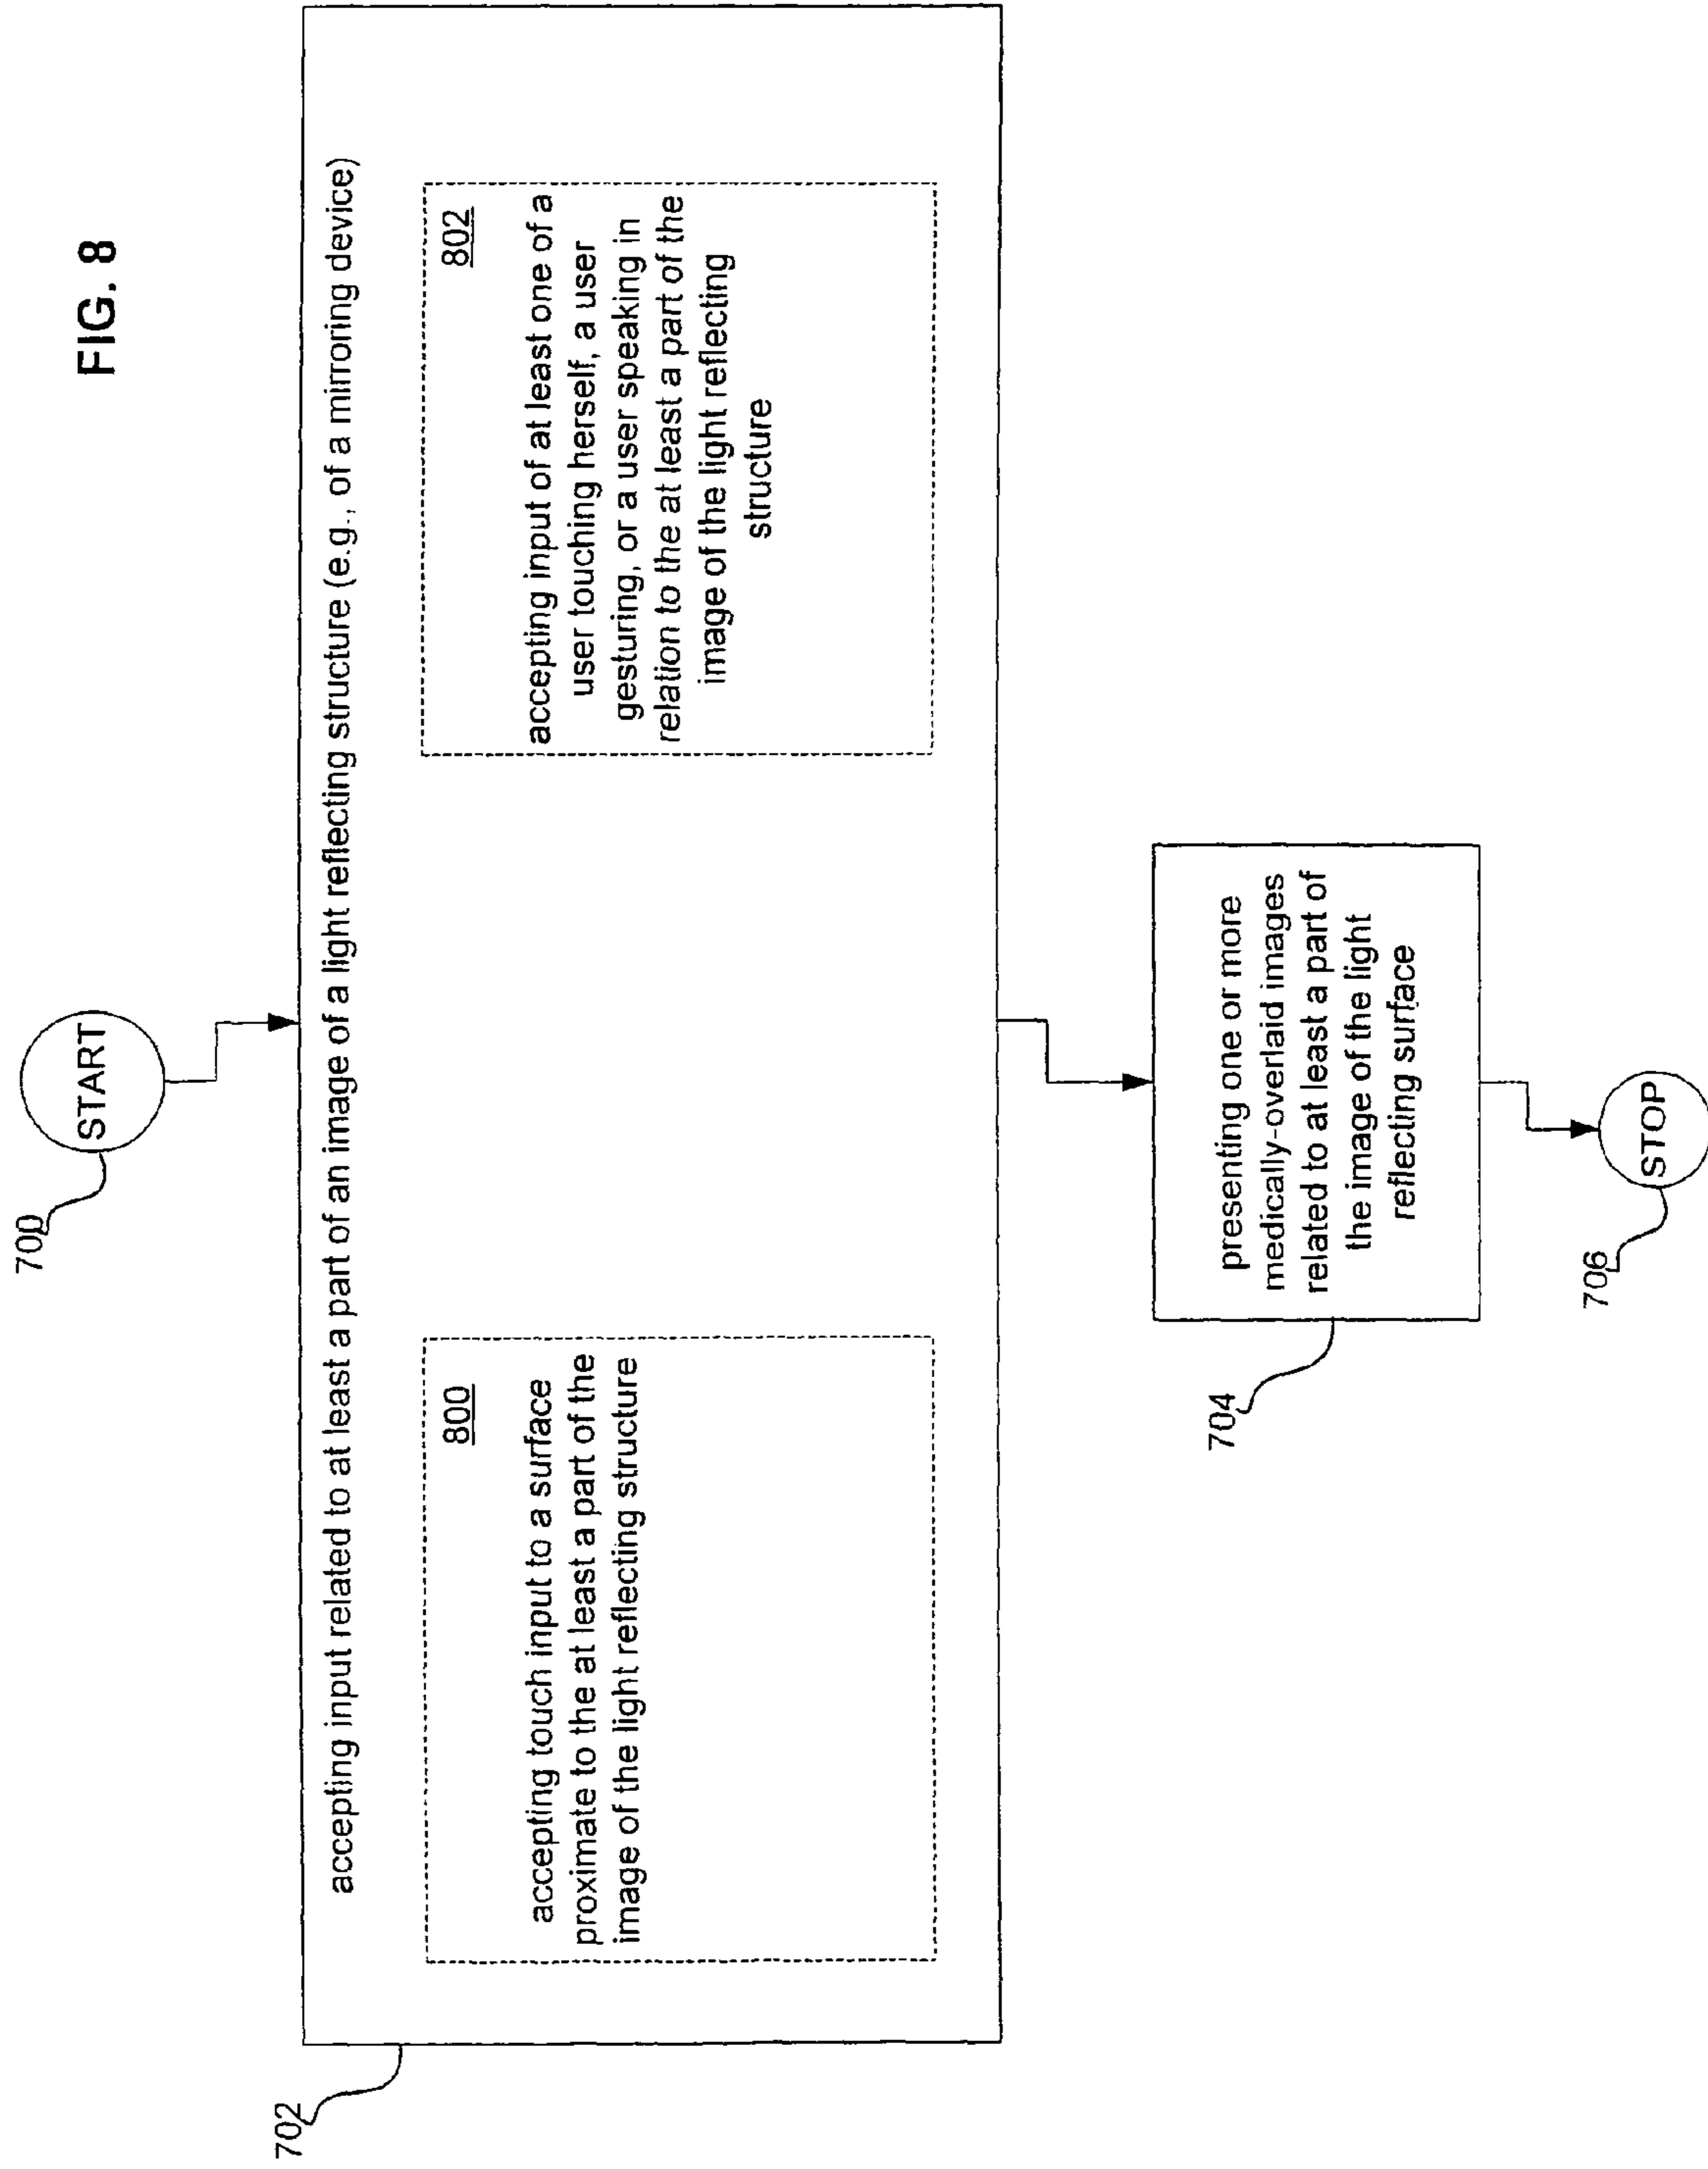 FIG. 8
700
START
702
accepting input related to at least a part of an image of a light reflecting structure (e.g., of a mirroring device)
800
accepting touch input to a surface
proximate to the at least a part of the
image of the light reflecting structure
802
accepting input of at least one of a
user touching herself, a user
gesturing, or a user speaking in
relation to the at least a part of the
image of the light reflecting
structure
704
presenting one or more
medically-overlaid images
related to at least a part of
the image of the light
reflecting surface
706
STOP